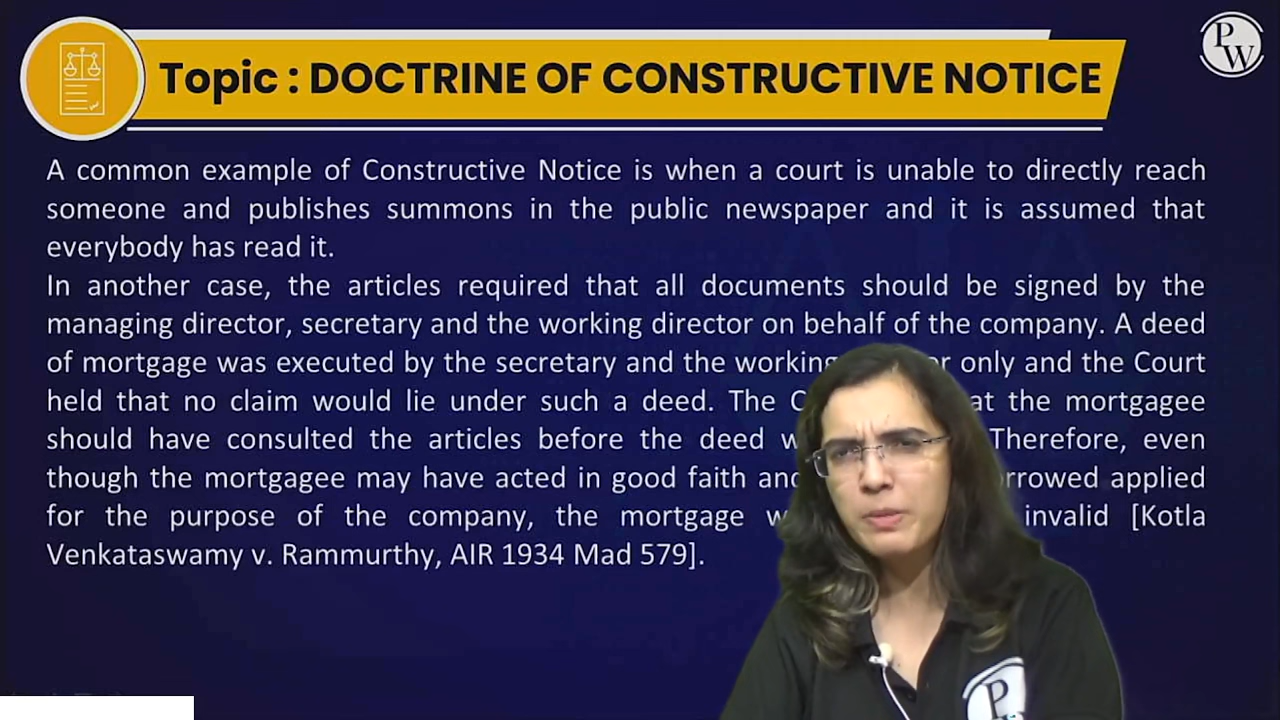 Topic : DOCTRINE OF CONSTRUCTIVE NOTICE
P
W
A common example of Constructive Notice is when a court is unable to directly reach
someone and publishes summons in the public newspaper and it is assumed that
everybody has read it.
In another case, the articles required that all documents should be signed by the
managing director, secretary and the working director on behalf of the company. A deed
of mortgage was executed by the secretary and the working only and the Court
held that no claim would lie under such a deed. The the mortgagee
should have consulted the articles before the deed Therefore, even
though the mortgagee may have acted in good faith applied
for the purpose of the company, the mortgage invalid [Kotla
Venkataswamy v. Rammurthy, AIR 1934 Mad 579].
P
W